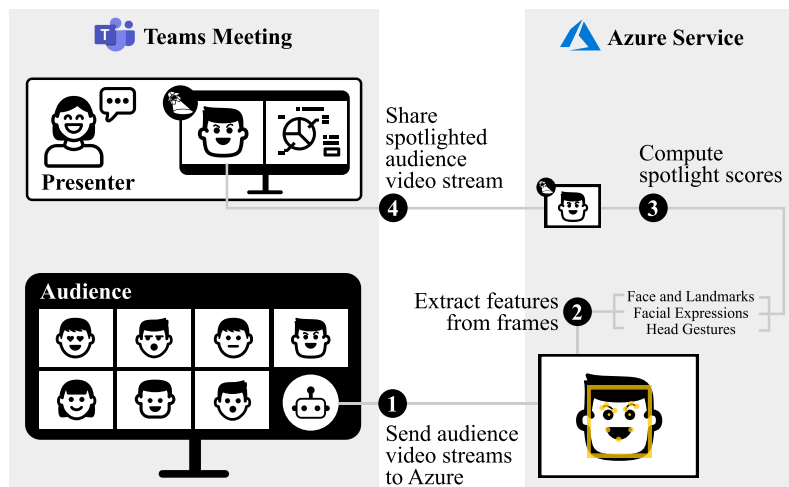 Teams Meeting
Azure Service
Presenter
Share
spotlighted
audience
video stream
4
Compute
spotlight scores
3
Audience
Extract features
from frames
2
Face and Landmarks
Facial Expressions
Head Gestures
1
Send audience
video streams
to Azure
T